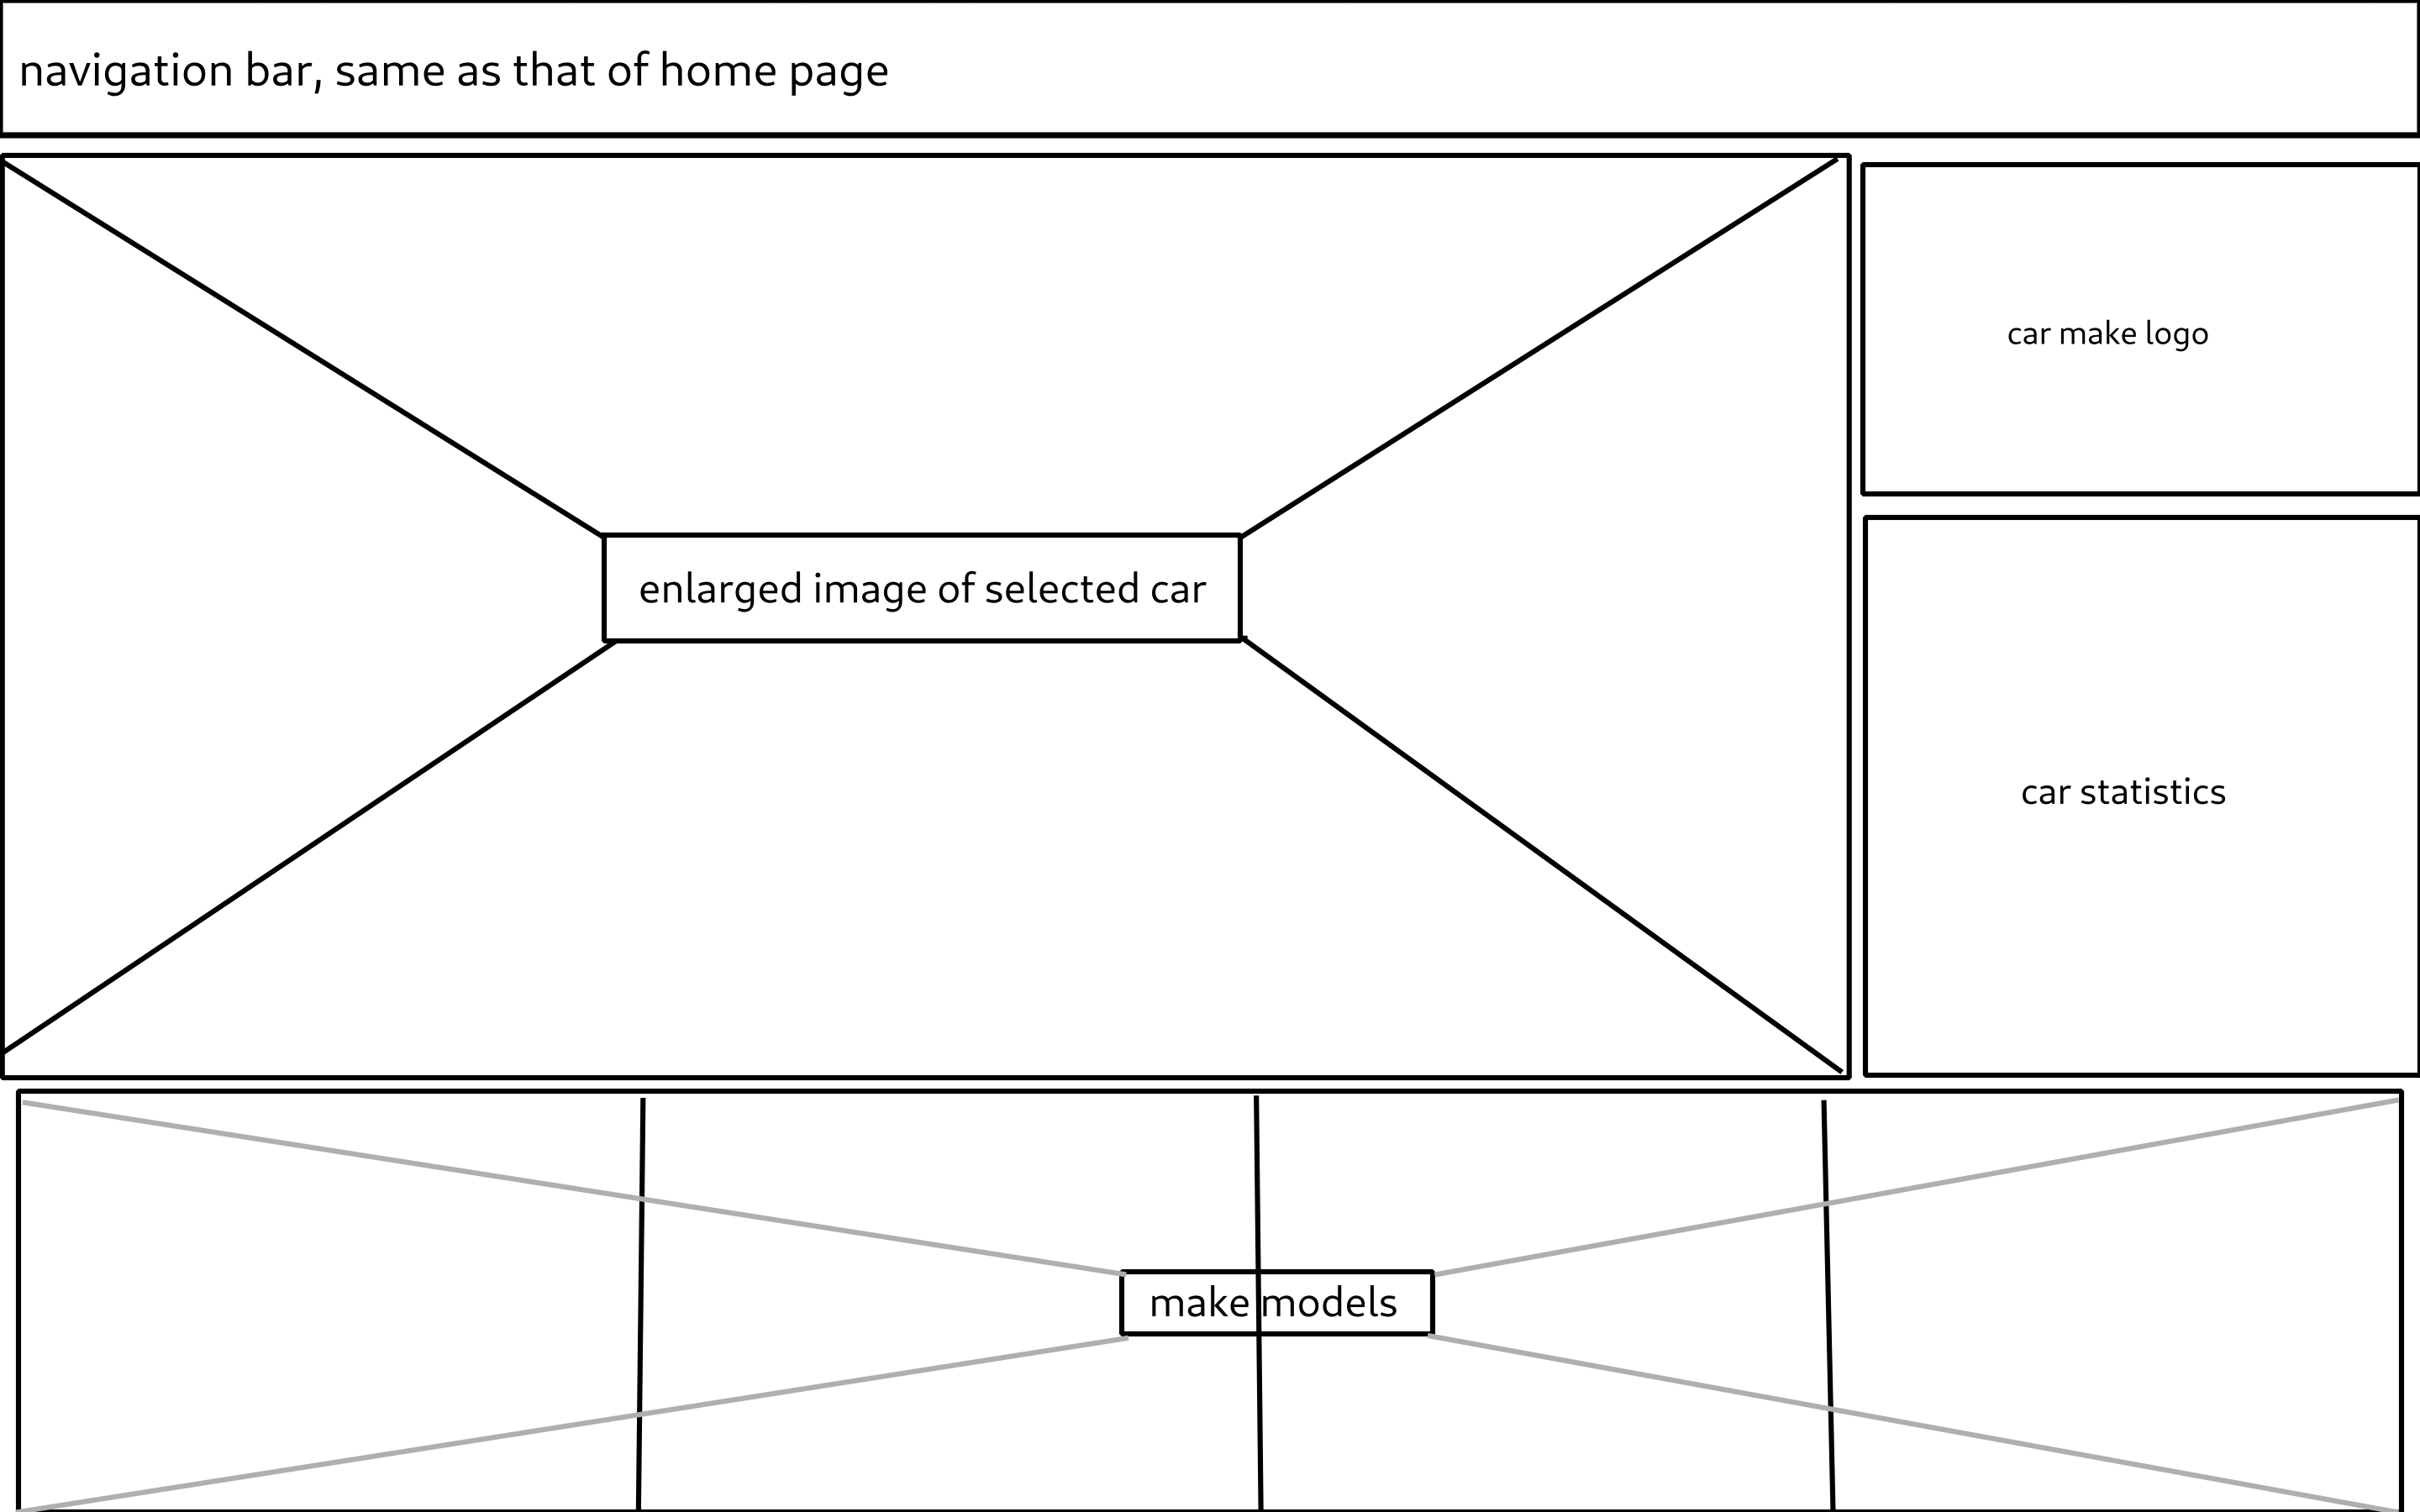 navigation bar, same as that of home page
car make logo
enlarged image of selected car
car statistics
make models